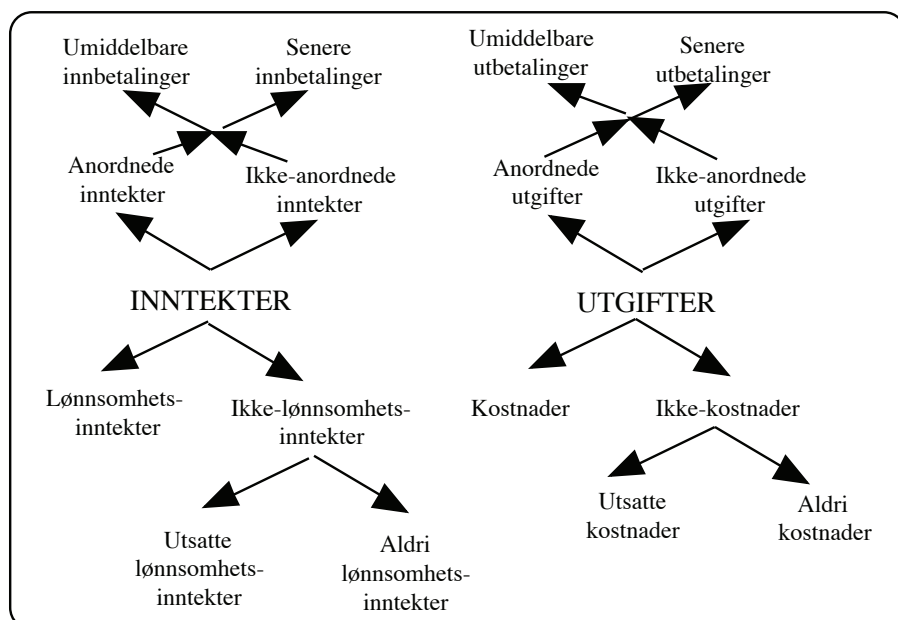 Umiddelbare
innbetalinger
Senere
innbetalinger
Anordnede
inntekter
Ikke-anordnede
inntekter
INNTEKTER
Lønnsomhets-
inntekter
Ikke-lønnsomhets-
inntekter
Utsatte
lønnsomhets-
inntekter
Aldri
lønnsomhets-
inntekter
Umiddelbare
utbetalinger
Senere
utbetalinger
Anordnede
utgifter
Ikke-anordnede
utgifter
UTGIFTER
Kostnader
Ikke-kostnader
Utsatte
kostnader
Aldri
kostnader